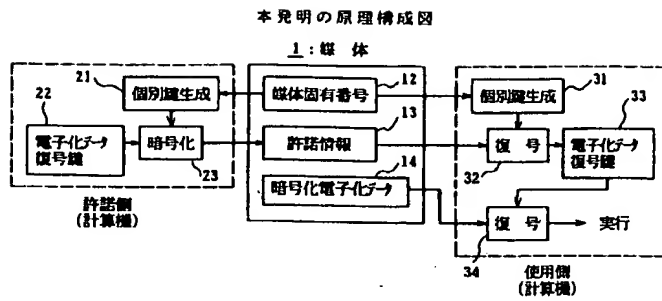 本発明の原理構成図
1：媒体
21
個別鍵生成
22
電子化データ
復号鍵
暗号化
23
許諾側
(計算機)
12
媒体固有番号
13
許諾情報
14
暗号化電子化データ
31
個別鍵生成
33
復号
32
電子化データ
復号鍵
復号
34
実行
使用側
(計算機)